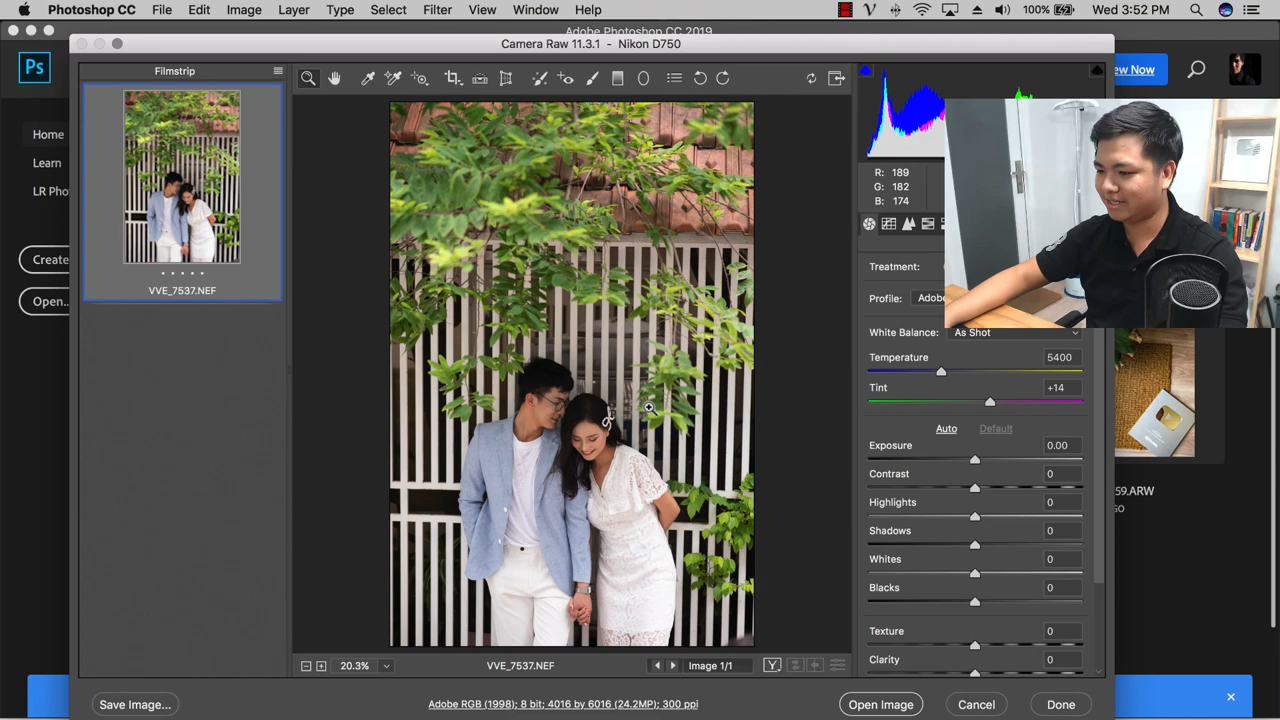 Photoshop CC File Edit Image Layer Type Select Filter View Window Help 100% Wed 3:52 PM
Adobe Photoshop CC 2019
Camera Raw 11.3.1 - Nikon D750
Ps
Filmstrip
ew Now
Home
Learn
LR Pho
Create
Open..
VVE_7537.NEF
R: 189
G: 182
B: 174
Treatment:
Profile: Adob
White Balance: As Shot
Temperature 5400
Tint +14
Auto Default
Exposure 0.00
Contrast 0
Highlights 0
Shadows 0
Whites 0
Blacks 0
Texture 0
Clarity 0
59.ARW
GO
20.3% VVE_7537.NEF Image 1/1
Y
Save Image... Adobe RGB (1998); 8 bit; 4016 by 6016 (24.2MP); 300 ppi Open Image Cancel Done